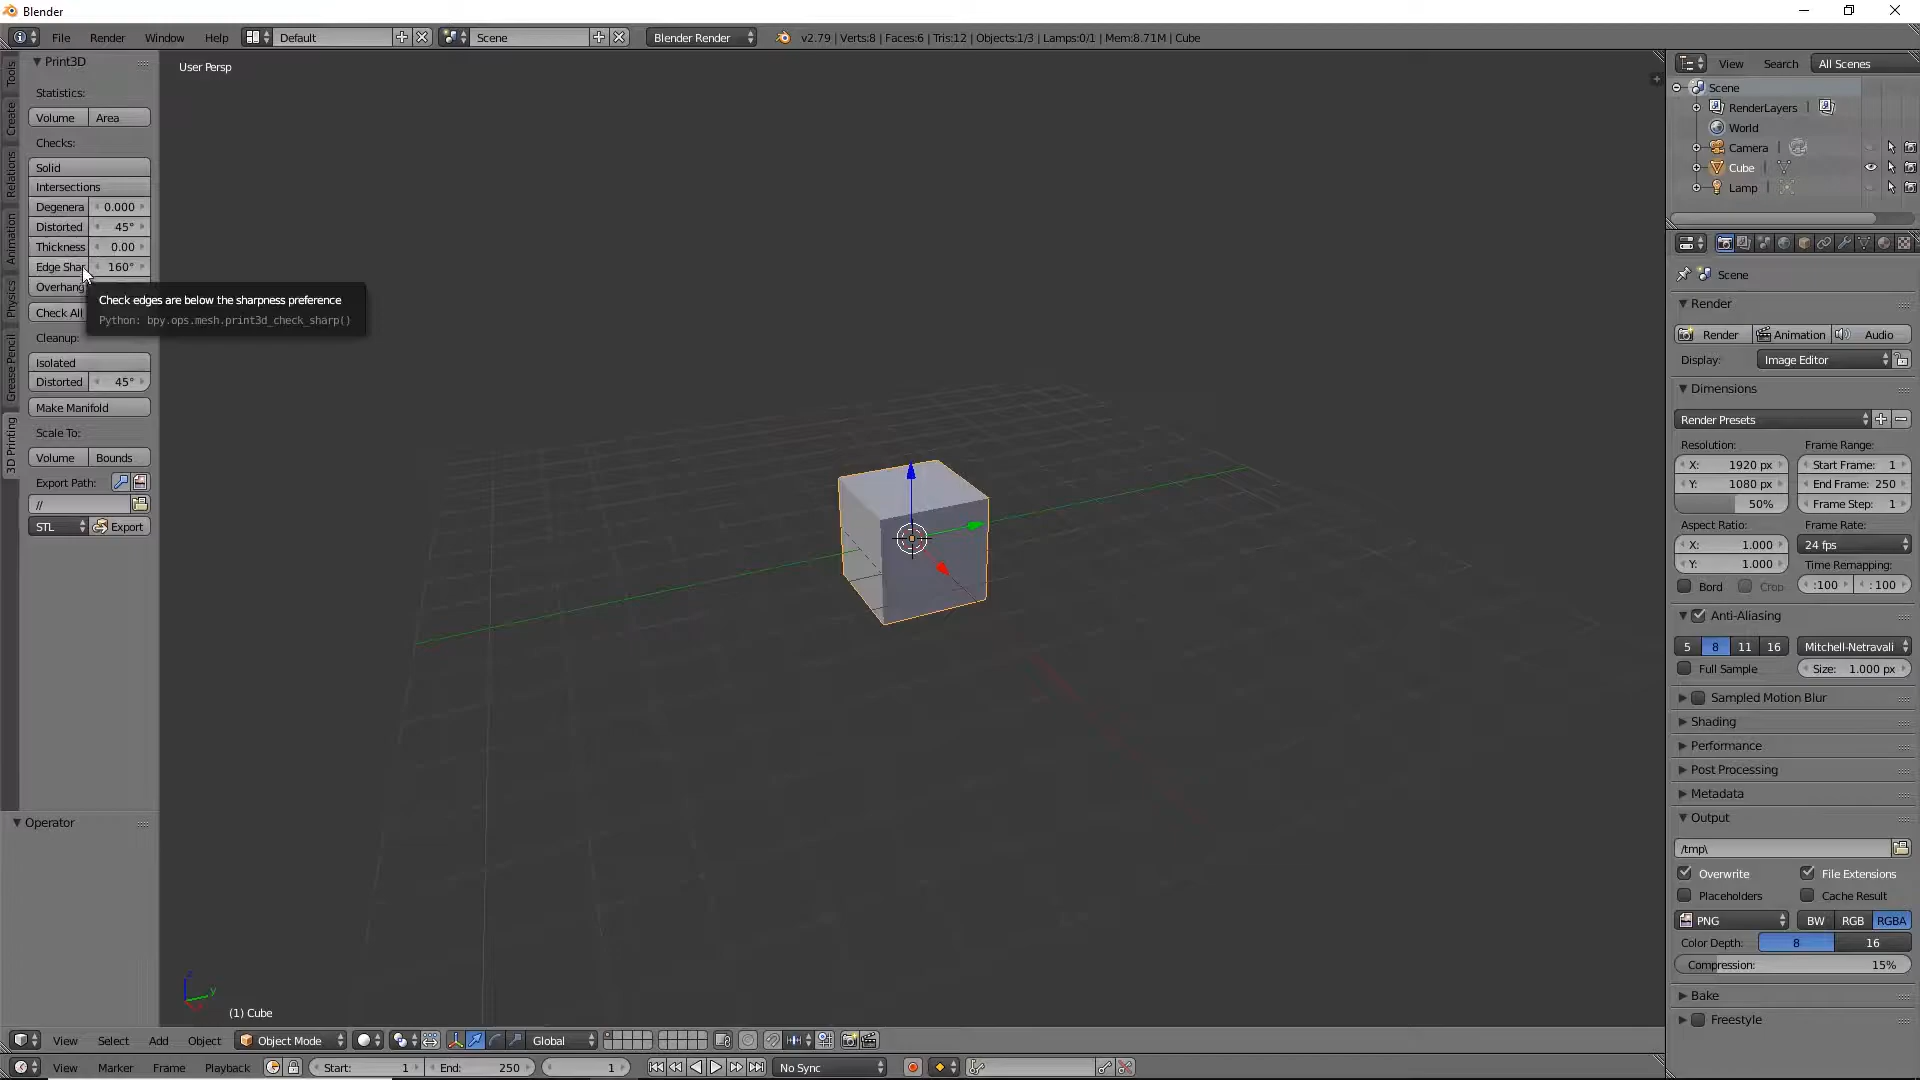 Blender
File Render Window Help Default Scene Blender Render v2.79 | Verts:8 | Faces:6 | Tris:12 | Objects:1/3 | Lamps:0/1 | Mem:8.71M | Cube
Tools
Create
Relations
Animation
Physics
Grease Pencil
3D Printing
Print3D
Statistics:
Volume Area
Checks:
Solid
Intersections
Degenera 0.000
Distorted 45°
Thickness 0.00
Edge Shar 160°
Overhang
Check All
Check edges are below the sharpness preference
Python: bpy.ops.mesh.print3d_check_sharp()
Cleanup:
Isolated
Distorted 45°
Make Manifold
Scale To:
Volume Bounds
Export Path:
//
STL Export
Operator
User Persp
z
y
(1) Cube
View Select Add Object Object Mode Global
View Marker Frame Playback Start: 1 End: 250 1 No Sync
View Search All Scenes
Scene
RenderLayers |
World
Camera |
Cube |
Lamp |
Scene
Render
Render Animation Audio
Display: Image Editor
Dimensions
Render Presets
Resolution: Frame Range:
X: 1920 px Start Frame: 1
Y: 1080 px End Frame: 250
50% Frame Step: 1
Aspect Ratio: Frame Rate:
X: 1.000 24 fps
Y: 1.000 Time Remapping:
Bord Crop :100 : 100
Anti-Aliasing
5 8 11 16 Mitchell-Netravali
Full Sample Size: 1.000 px
Sampled Motion Blur
Shading
Performance
Post Processing
Metadata
Output
/tmp\
Overwrite File Extensions
Placeholders Cache Result
PNG BW RGB RGBA
Color Depth: 8 16
Compression: 15%
Bake
Freestyle